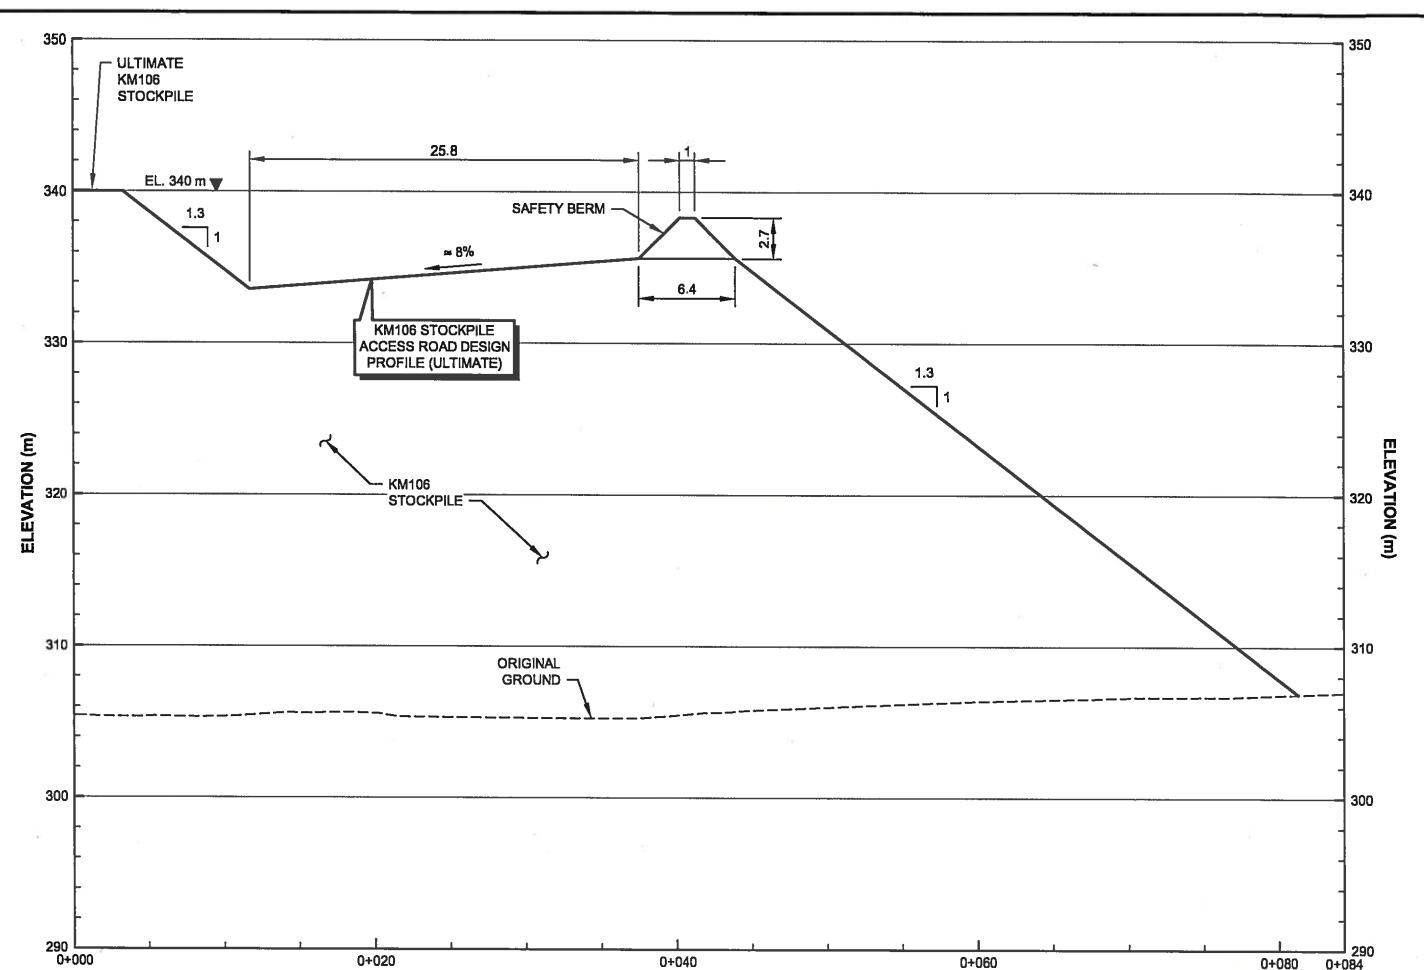 350
350
ULTIMATE
KM106
STOCKPILE
25.8
1
EL. 340 m
340
340
SAFETY BERM
1.3
1
2.7
≈ 8%
6.4
KM106 STOCKPILE
ACCESS ROAD DESIGN
PROFILE (ULTIMATE)
330
330
1.3
1
ELEVATION (m)
ELEVATION (m)
KM106
STOCKPILE
320
320
310
310
ORIGINAL
GROUND
300
300
290
290
0+000
0+020
0+040
0+060
0+080
0+084